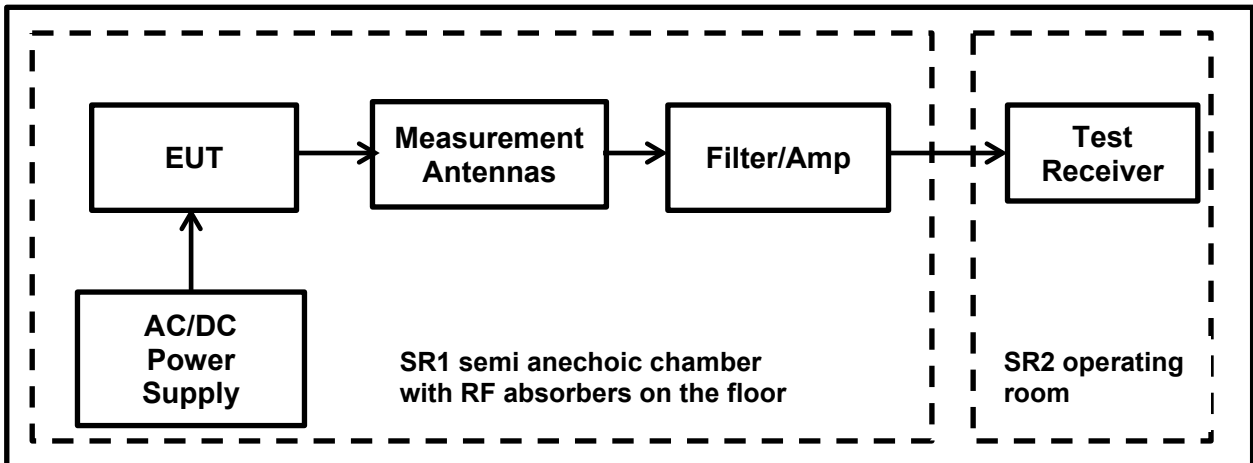 EUT
Measurement
Antennas
Filter/Amp
Test
Receiver
AC/DC
Power
Supply
SR1 semi anechoic chamber
with RF absorbers on the floor
SR2 operating
room